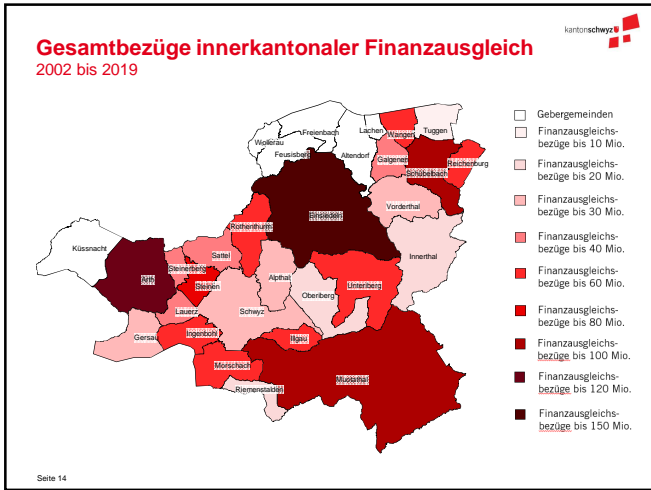 Gesamtbezüge innerkantonaler Finanzausgleich
2002 bis 2019
kantonschwyz
Wollerau
Freienbach
Feusisberg
Lachen
Altendorf
Wangen
Tuggen
Galgenen
Schübelbach
Reichenburg
Vorderthal
Innerthal
Einsiedeln
Rothenthurm
Küssnacht
Arth
Steinerberg
Sattel
Steinen
Alpthal
Oberiberg
Unteriberg
Lauerz
Schwyz
Gersau
Ingenbohl
Illgau
Morschach
Riemenstalden
Muotathal
Gebergemeinden
Finanzausgleichs-
bezüge bis 10 Mio.
Finanzausgleichs-
bezüge bis 20 Mio.
Finanzausgleichs-
bezüge bis 30 Mio.
Finanzausgleichs-
bezüge bis 40 Mio.
Finanzausgleichs-
bezüge bis 60 Mio.
Finanzausgleichs-
bezüge bis 80 Mio.
Finanzausgleichs-
bezüge bis 100 Mio.
Finanzausgleichs-
bezüge bis 120 Mio.
Finanzausgleichs-
bezüge bis 150 Mio.
Seite 14